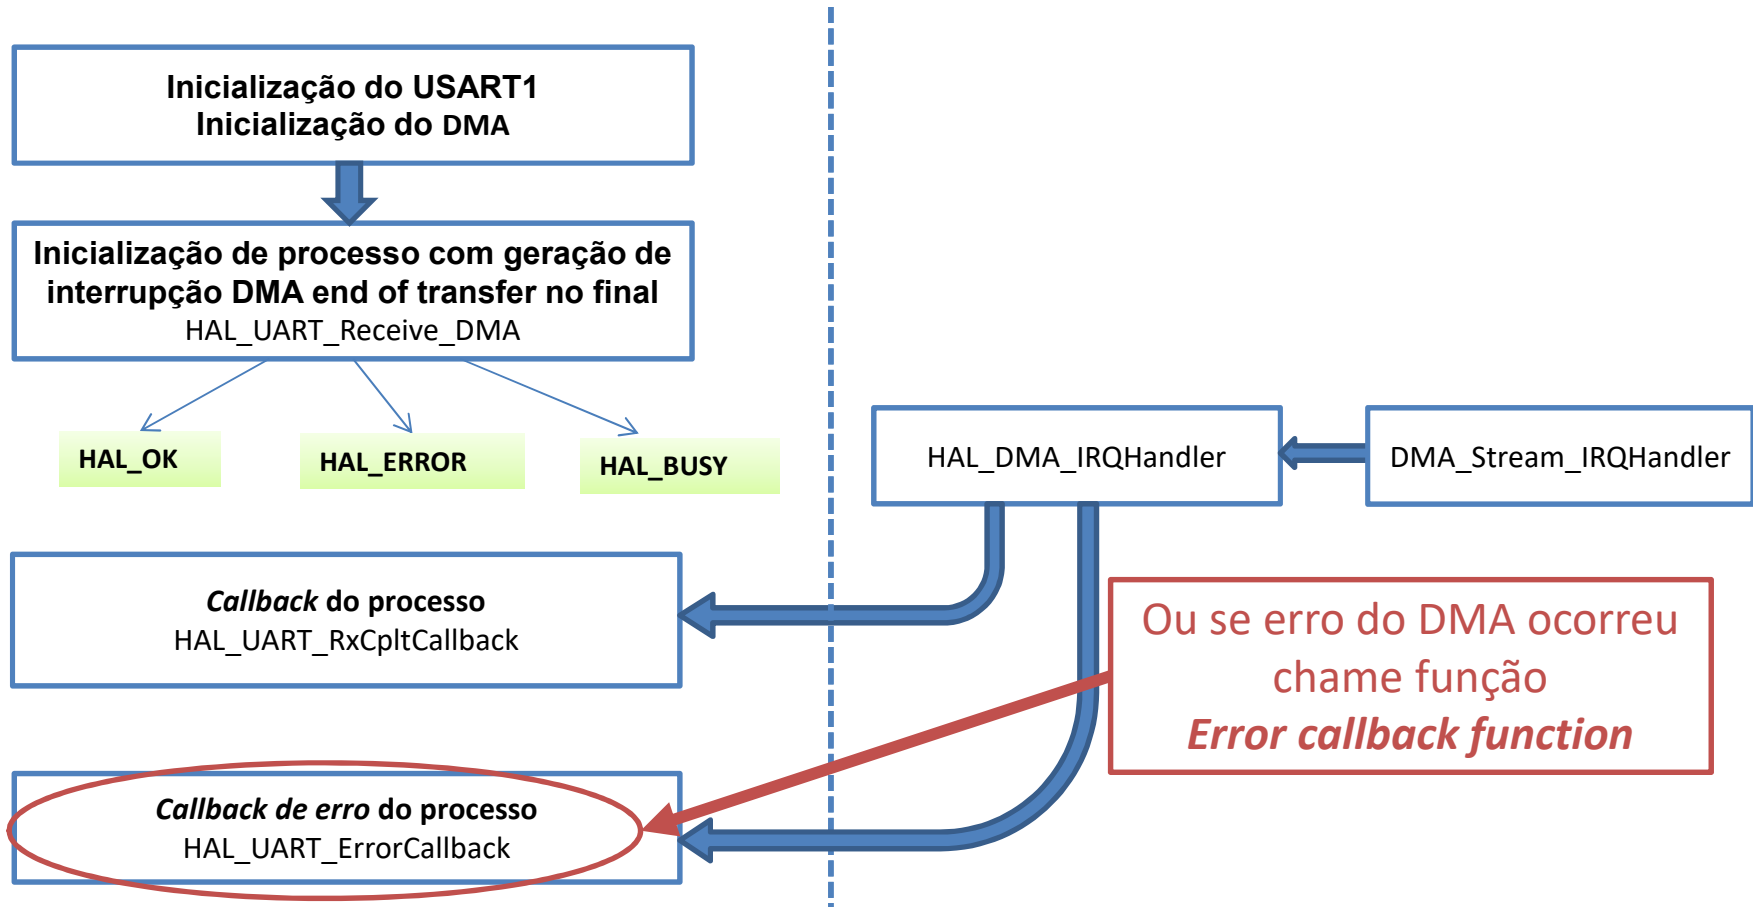 Inicialização do USART1
Inicialização do DMA
Inicialização de processo com geração de
interrupção DMA end of transfer no final
HAL_UART_Receive_DMA
HAL_OK
HAL_ERROR
HAL_BUSY
HAL_DMA_IRQHandler
DMA_Stream_IRQHandler
Callback do processo
HAL_UART_RxCpltCallback
Ou se erro do DMA ocorreu
chame função
Error callback function
Callback de erro do processo
HAL_UART_ErrorCallback